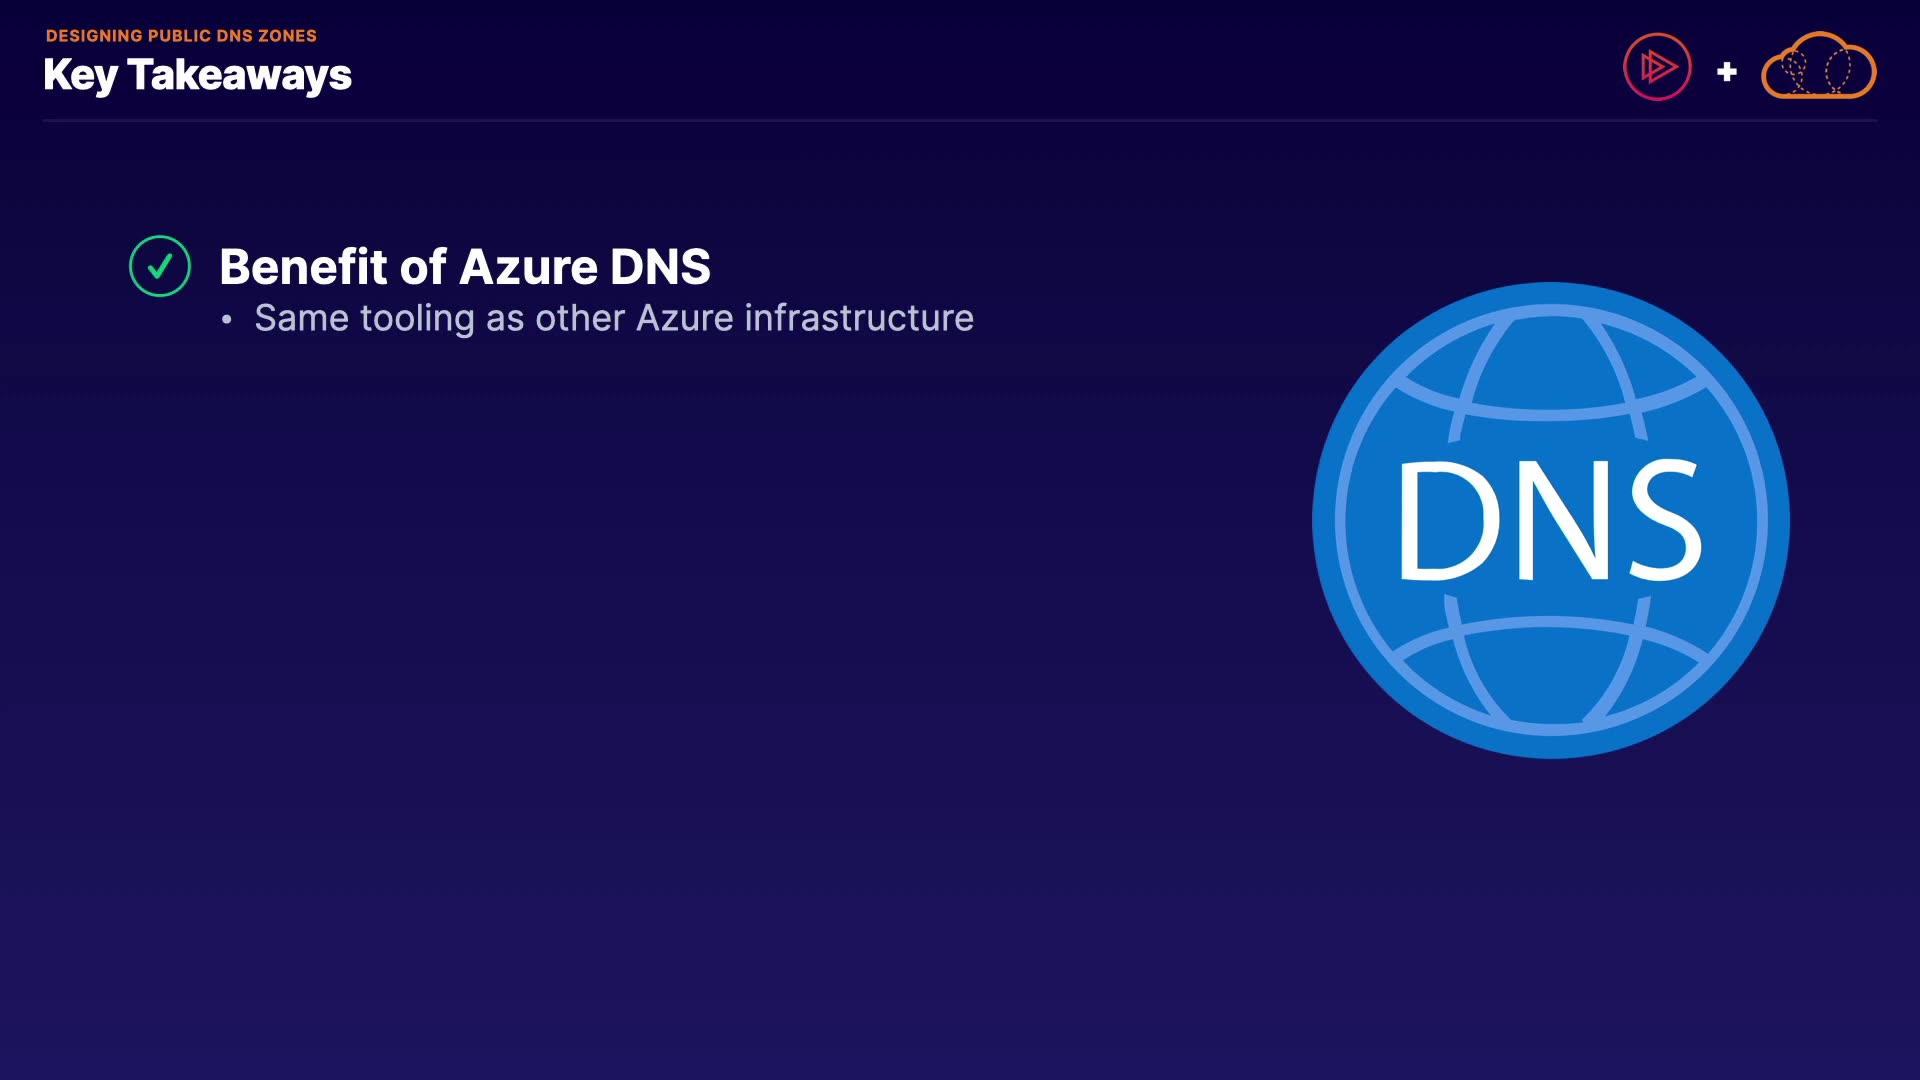 DESIGNING PUBLIC DNS ZONES
Key Takeaways
+
Benefit of Azure DNS
• Same tooling as other Azure infrastructure
DNS